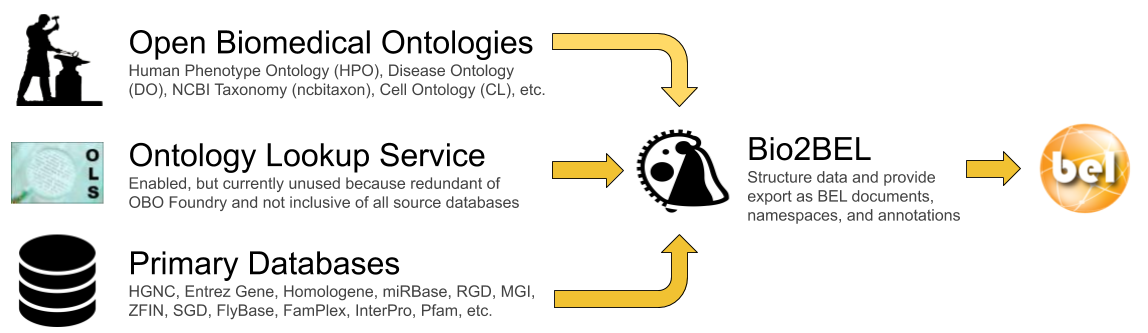 Open Biomedical Ontologies
Human Phenotype Ontology (HPO), Disease Ontology
(DO), NCBI Taxonomy (ncbitaxon), Cell Ontology (CL), etc.
O
L
S
Ontology Lookup Service
Enabled, but currently unused because redundant of
OBO Foundry and not inclusive of all source databases
Bio2BEL
Structure data and provide
export as BEL documents,
namespaces, and annotations
bel
Primary Databases
HGNC, Entrez Gene, Homologene, miRBase, RGD, MGI,
ZFIN, SGD, FlyBase, FamPlex, InterPro, Pfam, etc.